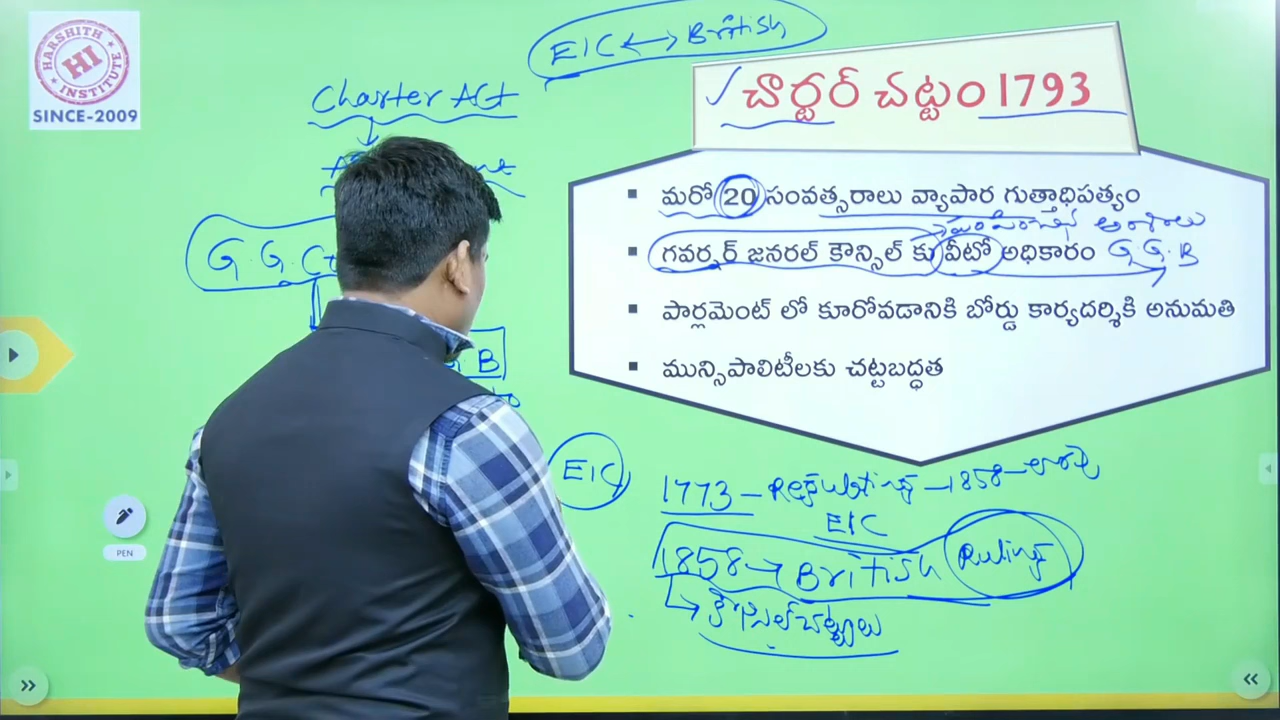 HARSHITH
HI
INSTITUTE
SINCE-2009
EIC ↔ British
Charter Act
చార్టర్ చట్టం 1793
▪ మరో 20 సంవత్సరాలు వ్యాపార గుత్తాధిపత్యం
G.G.C
▪ గవర్నర్ జనరల్ కౌన్సిల్ కు వీటో అధికారం G.G.B
▪ పార్లమెంట్ లో కూరోవడానికి బోర్డు కార్యదర్శికి అనుమతి
▪ మున్సిపాలిటీలకు చట్టబద్ధత
B
EIC
1773 – రెగ్యులేటింగ్ – 1858 –
EIC
1858 → British Ruling
→ కౌన్సిల్ చట్టాలు
PEN